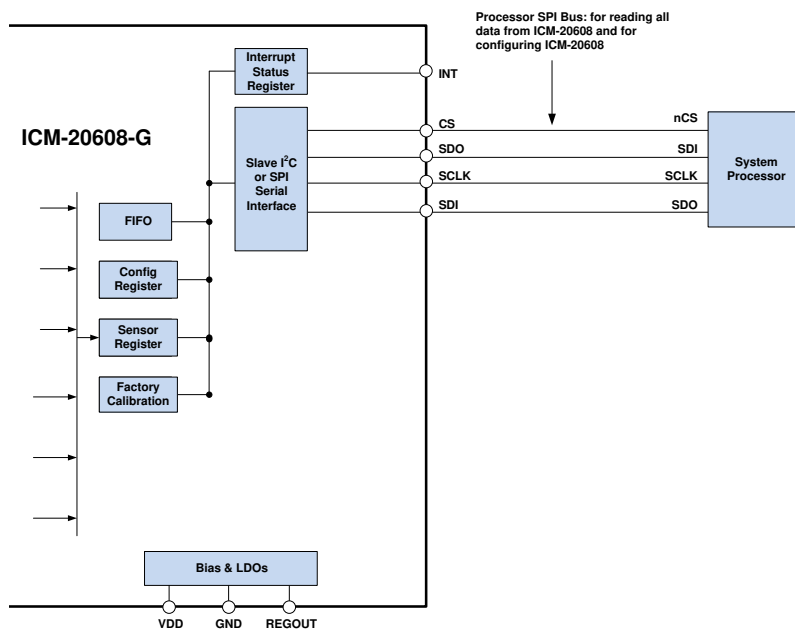 Processor SPI Bus: for reading all
data from ICM-20608 and for
configuring ICM-20608
Interrupt
Status
Register
INT
ICM-20608-G
Slave I²C
or SPI
Serial
Interface
CS
nCS
SDO
SDI
SCLK
SCLK
SDI
SDO
System
Processor
FIFO
Config
Register
Sensor
Register
Factory
Calibration
Bias & LDOs
VDD
GND
REGOUT